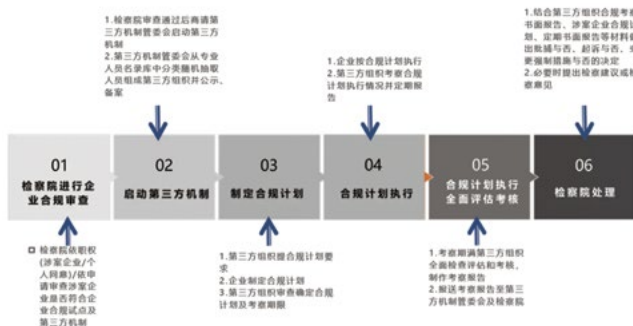 1.检察院审查通过后商请第
三方机制管委会启动第三方
机制
2.第三方机制管委会从专业
人员名录库中分类随机抽取
人员组成第三方组织并公示、
备案
1.企业按合规计划执行
2.第三方组织考察合规
计划执行情况并定期
报告
1.结合第三方组织合规考察
书面报告、涉案企业合规计
划、定期书面报告等材料
出批捕与否、起诉与否、
更强制措施与否的决定
2.必要时提出检察建议或检
察意见
01
检察院进行企
业合规审查
02
启动第三方机制
03
制定合规计划
04
合规计划执行
05
合规计划执行
全面评估考核
06
检察院处理
检察院依职权
(涉案企业/个
人同意)/依申
请审查涉案企
业是否符合企
业合规试点及
第三方机制
1.第三方组织提合规计划要
求
2.企业制定合规计划
3.第三方组织审查确定合规
计划及考察期限
1.考察期满第三方组织
全面检查评估和考核、
制作考察报告
2.报送考察报告至第三
方机制管委会及检察院